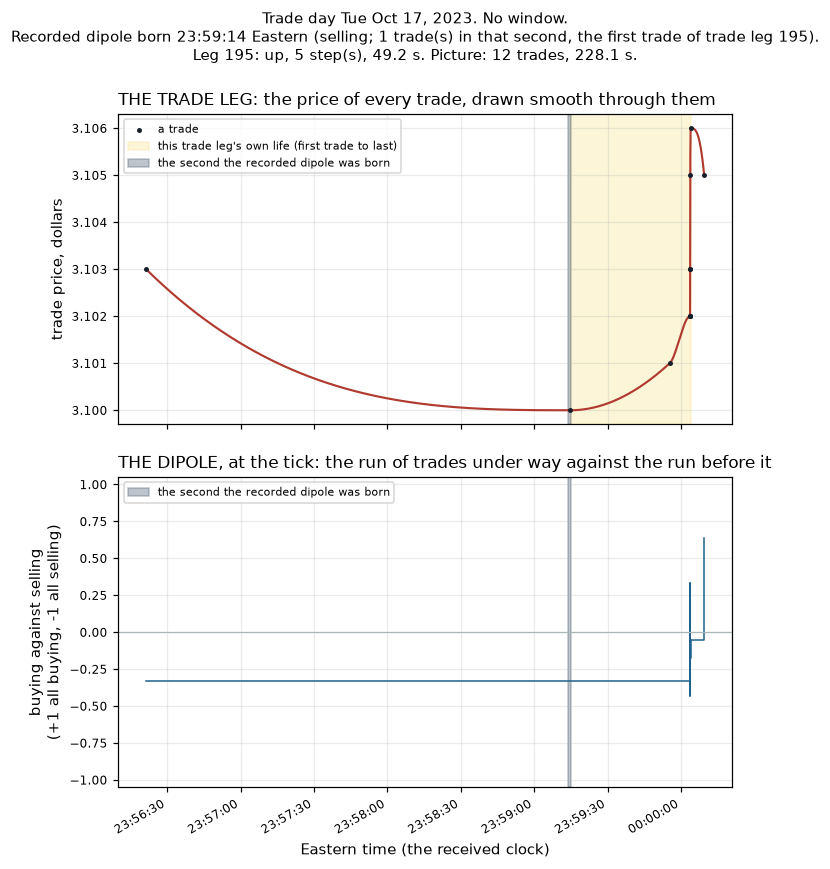 Trade day Tue Oct 17, 2023. No window.
Recorded dipole born 23:59:14 Eastern (selling; 1 trade(s) in that second, the first trade of trade leg 195).
Leg 195: up, 5 step(s), 49.2 s. Picture: 12 trades, 228.1 s.
THE TRADE LEG: the price of every trade, drawn smooth through them
a trade
this trade leg's own life (first trade to last)
the second the recorded dipole was born
trade price, dollars
3.106
3.105
3.104
3.103
3.102
3.101
3.100
THE DIPOLE, at the tick: the run of trades under way against the run before it
the second the recorded dipole was born
buying against selling
(+1 all buying, -1 all selling)
1.00
0.75
0.50
0.25
0.00
−0.25
−0.50
−0.75
−1.00
23:56:30
23:57:00
23:57:30
23:58:00
23:58:30
23:59:00
23:59:30
00:00:00
Eastern time (the received clock)